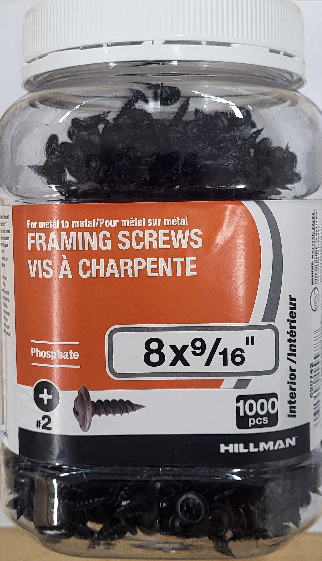 For metal to metal/Pour métal sur metal
FRAMING SCREWS
VIS À CHARPENTE
Phosphate
8x9/16"
#2
1000
pcs
Interior/Intérieur
HILLMAN